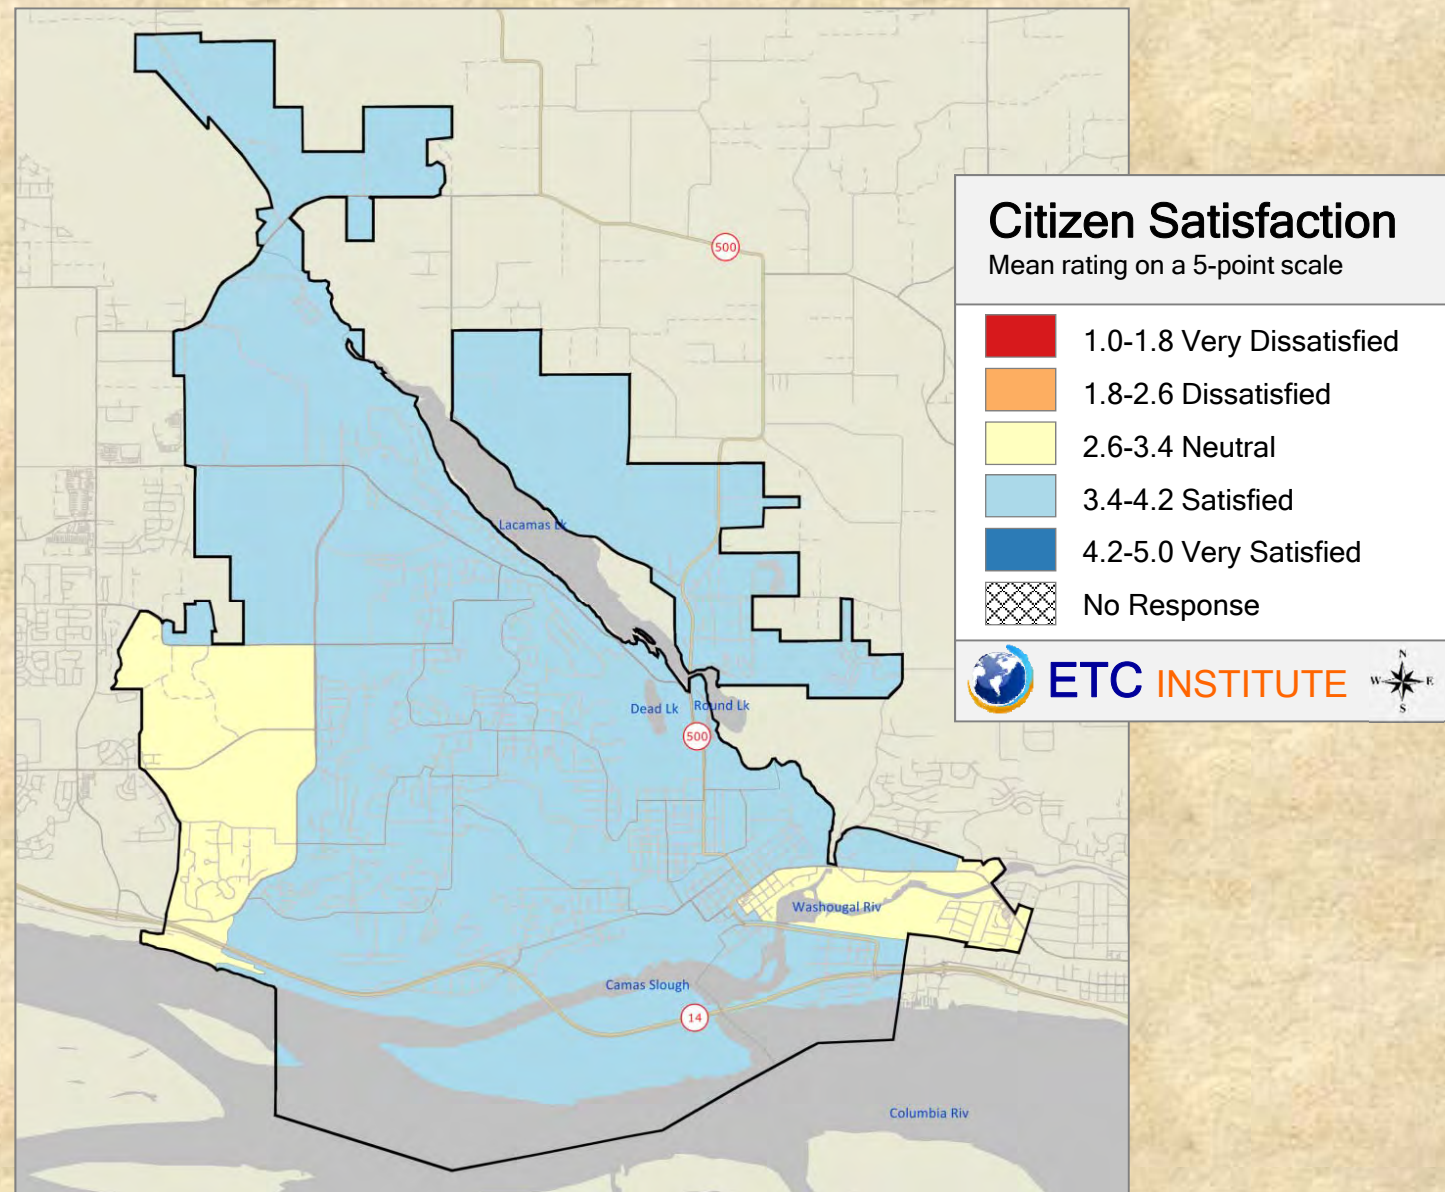 500
Citizen Satisfaction
Mean rating on a 5-point scale
1.0-1.8 Very Dissatisfied
1.8-2.6 Dissatisfied
2.6-3.4 Neutral
3.4-4.2 Satisfied
4.2-5.0 Very Satisfied
No Response
ETC INSTITUTE
N
W E
S
Lacamas Lk
Dead Lk
Round Lk
500
Washougal Riv
Camas Slough
14
Columbia Riv